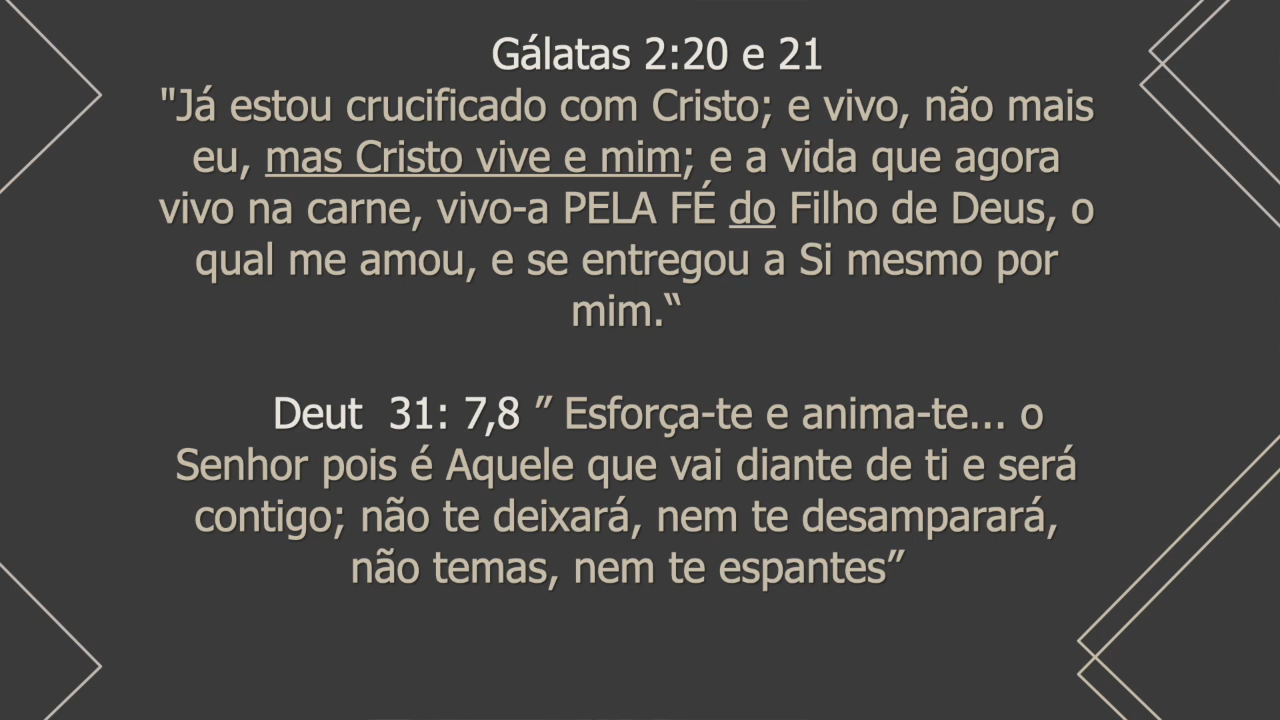 Gálatas 2:20 e 21
"Já estou crucificado com Cristo; e vivo, não mais
eu, mas Cristo vive e mim; e a vida que agora
vivo na carne, vivo-a PELA FÉ do Filho de Deus, o
qual me amou, e se entregou a Si mesmo por
mim.“
Deut  31: 7,8 ” Esforça-te e anima-te... o
Senhor pois é Aquele que vai diante de ti e será
contigo; não te deixará, nem te desamparará,
não temas, nem te espantes”